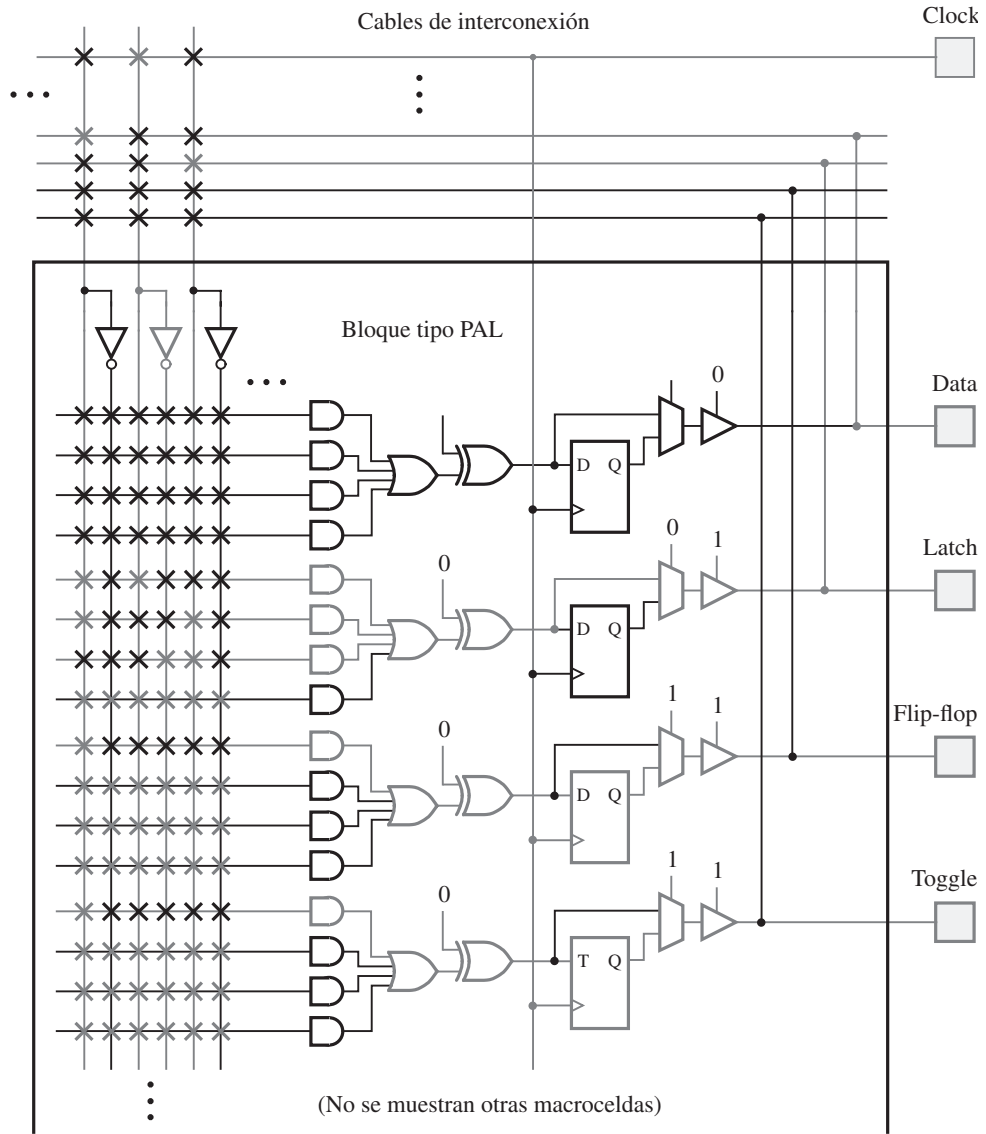 Cables de interconexión
Clock
Bloque tipo PAL
0
Data
D Q
0
0 1
Latch
D Q
0
1 1
Flip-flop
D Q
0
1 1
Toggle
T Q
(No se muestran otras macroceldas)